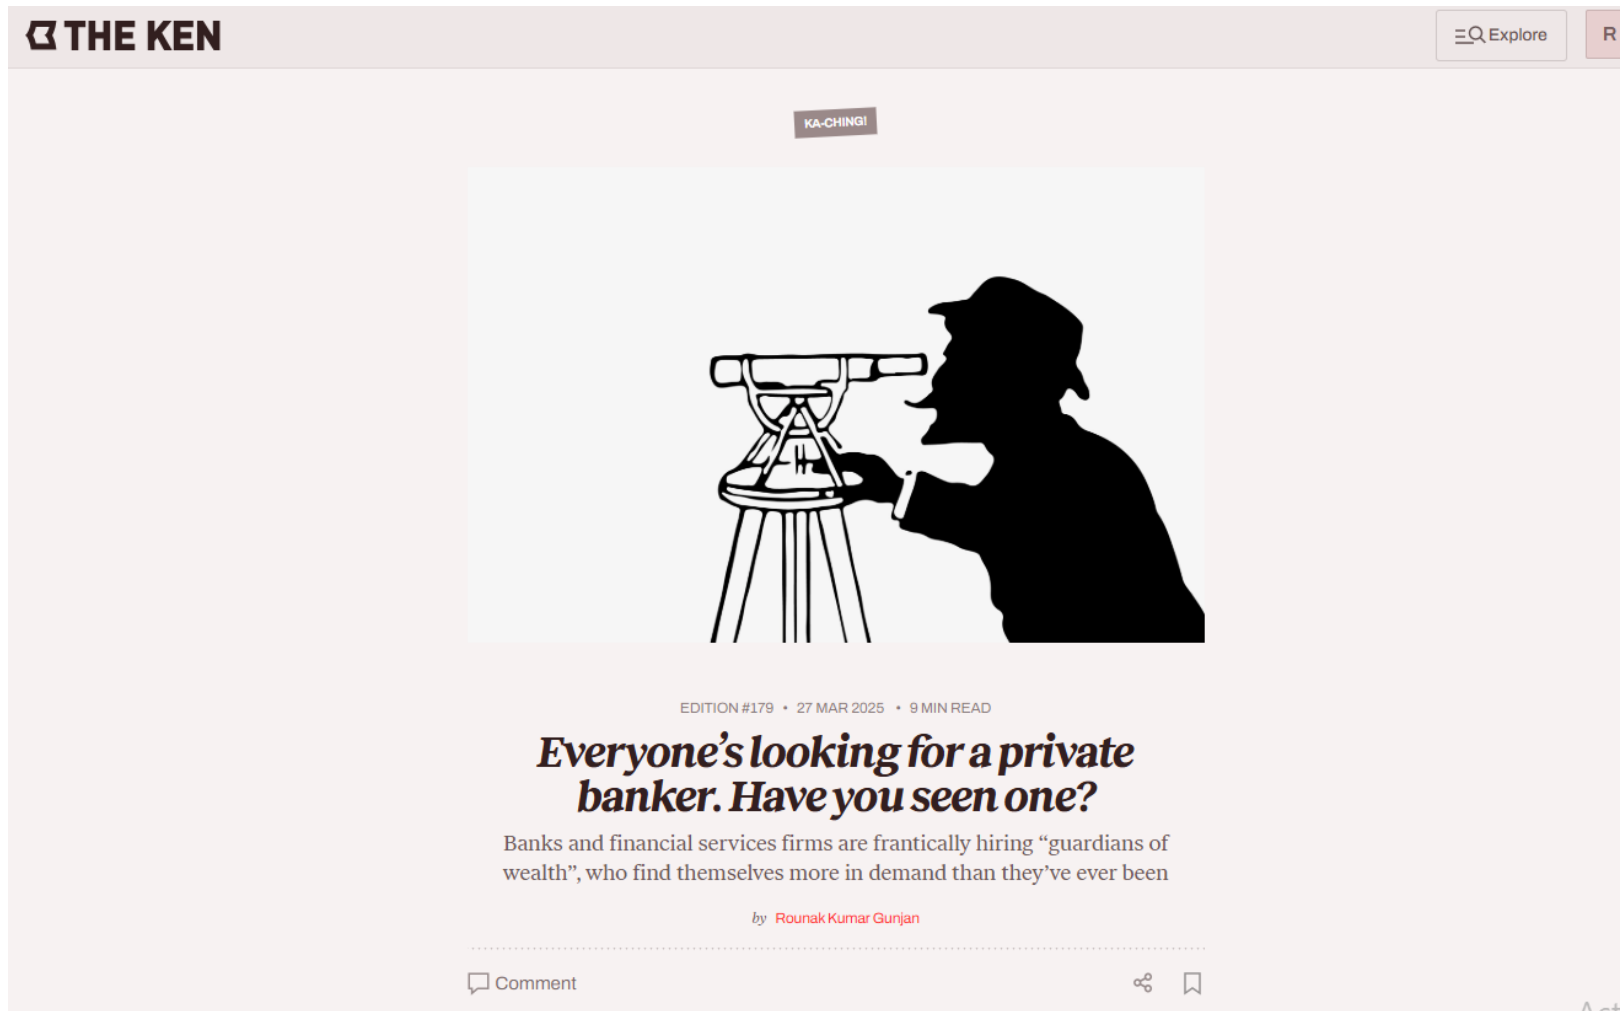 THE KEN
Explore
R
KA-CHING!
EDITION #179 • 27 MAR 2025 • 9 MIN READ
Everyone’s looking for a private
banker. Have you seen one?
Banks and financial services firms are frantically hiring “guardians of
wealth”, who find themselves more in demand than they’ve ever been
by Rounak Kumar Gunjan
Comment